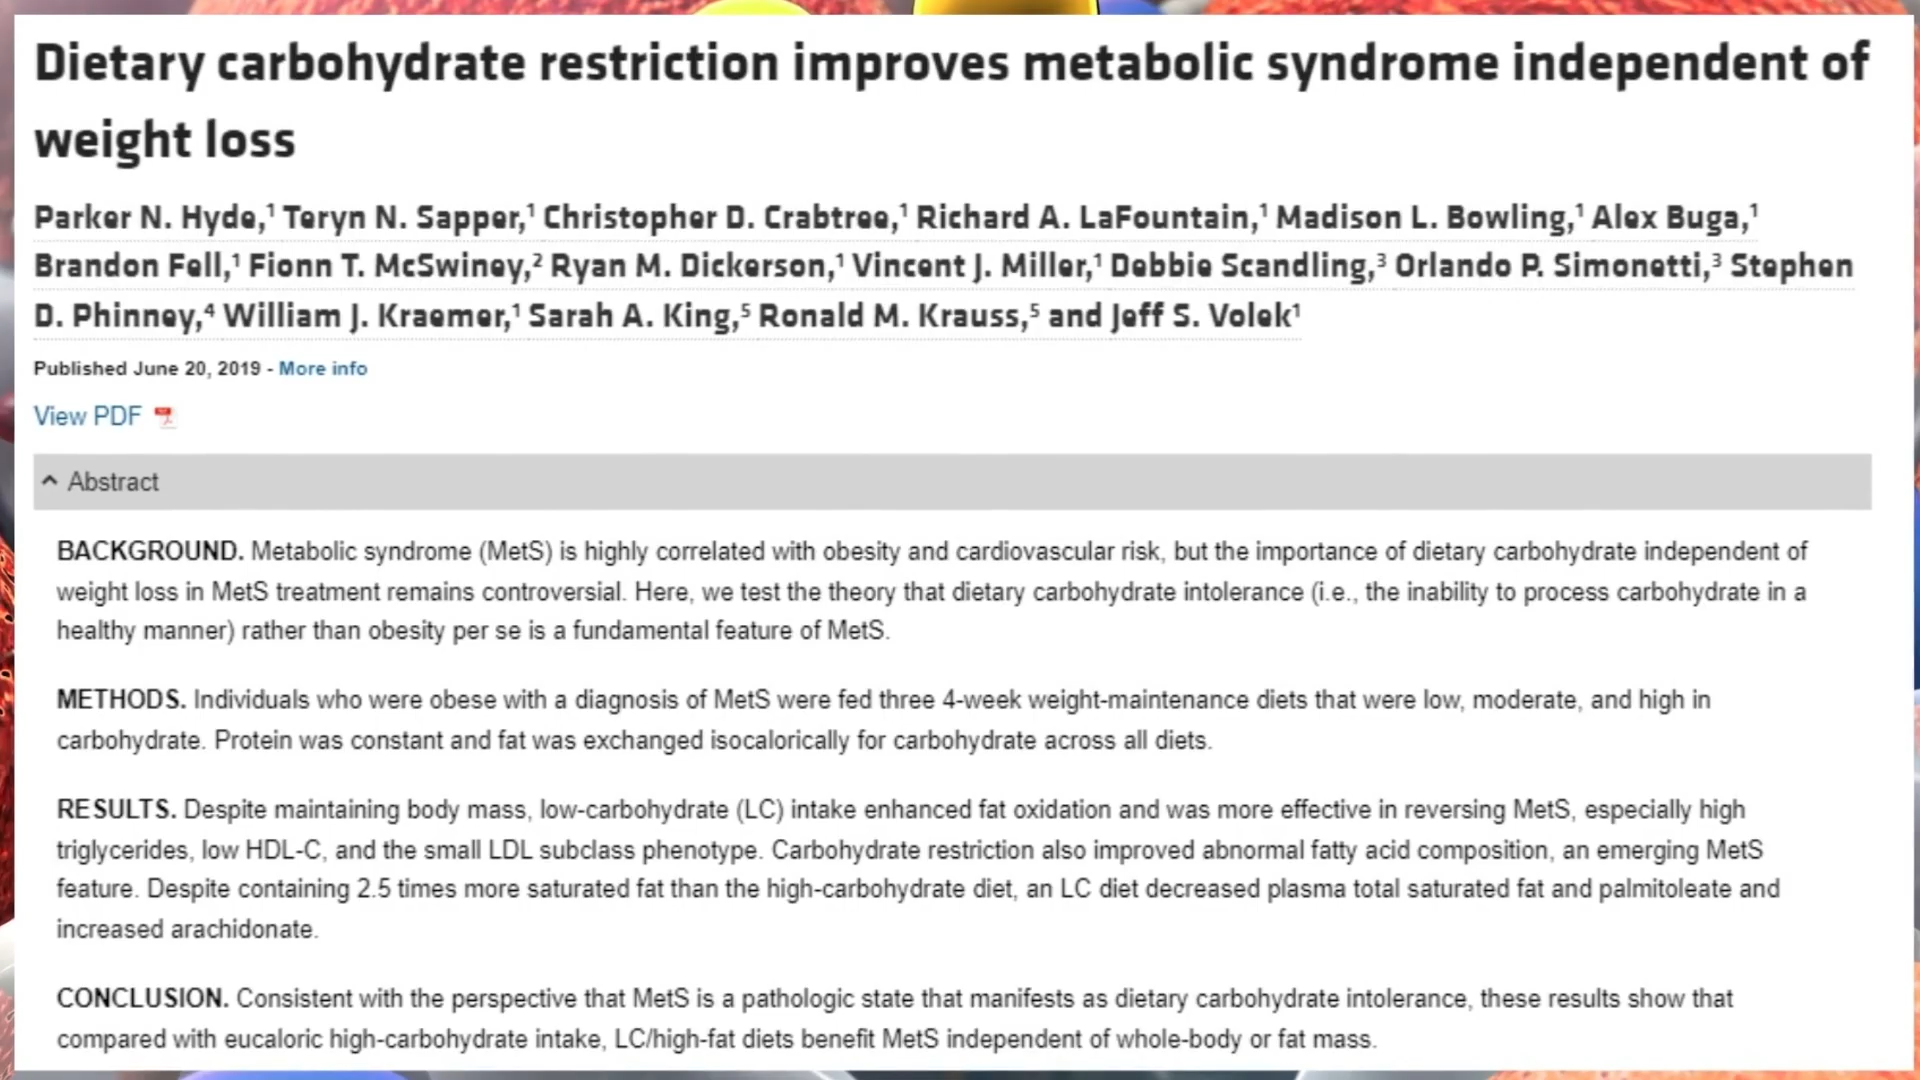 Dietary carbohydrate restriction improves metabolic syndrome independent of
weight loss
Parker N. Hyde,¹ Teryn N. Sapper,¹ Christopher D. Crabtree,¹ Richard A. LaFountain,¹ Madison L. Bowling,¹ Alex Buga,¹
Brandon Fell,¹ Fionn T. McSwiney,² Ryan M. Dickerson,¹ Vincent J. Miller,¹ Debbie Scandling,³ Orlando P. Simonetti,³ Stephen
D. Phinney,⁴ William J. Kraemer,¹ Sarah A. King,⁵ Ronald M. Krauss,⁵ and Jeff S. Volek¹
Published June 20, 2019 - More info
View PDF
Abstract
BACKGROUND. Metabolic syndrome (MetS) is highly correlated with obesity and cardiovascular risk, but the importance of dietary carbohydrate independent of
weight loss in MetS treatment remains controversial. Here, we test the theory that dietary carbohydrate intolerance (i.e., the inability to process carbohydrate in a
healthy manner) rather than obesity per se is a fundamental feature of MetS.
METHODS. Individuals who were obese with a diagnosis of MetS were fed three 4-week weight-maintenance diets that were low, moderate, and high in
carbohydrate. Protein was constant and fat was exchanged isocalorically for carbohydrate across all diets.
RESULTS. Despite maintaining body mass, low-carbohydrate (LC) intake enhanced fat oxidation and was more effective in reversing MetS, especially high
triglycerides, low HDL-C, and the small LDL subclass phenotype. Carbohydrate restriction also improved abnormal fatty acid composition, an emerging MetS
feature. Despite containing 2.5 times more saturated fat than the high-carbohydrate diet, an LC diet decreased plasma total saturated fat and palmitoleate and
increased arachidonate.
CONCLUSION. Consistent with the perspective that MetS is a pathologic state that manifests as dietary carbohydrate intolerance, these results show that
compared with eucaloric high-carbohydrate intake, LC/high-fat diets benefit MetS independent of whole-body or fat mass.